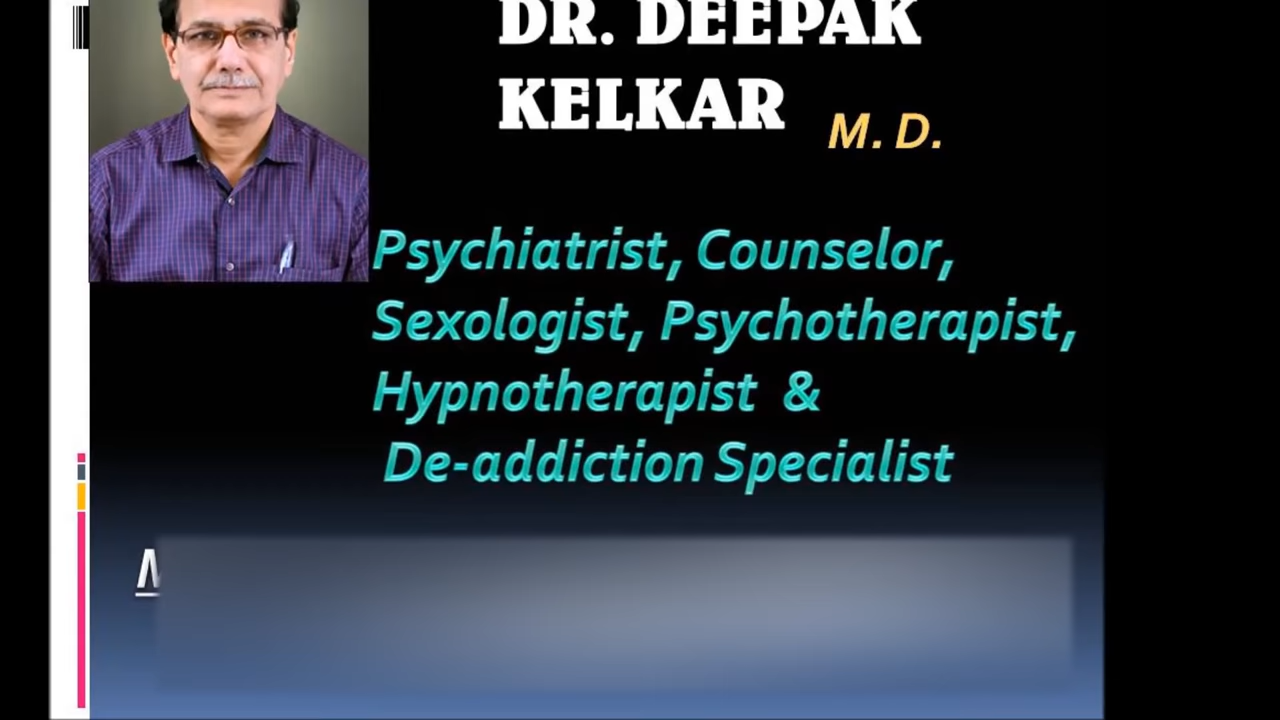 DR. DEEPAK
KELKAR
M. D.
Psychiatrist, Counselor,
Sexologist, Psychotherapist,
Hypnotherapist &
De-addiction Specialist